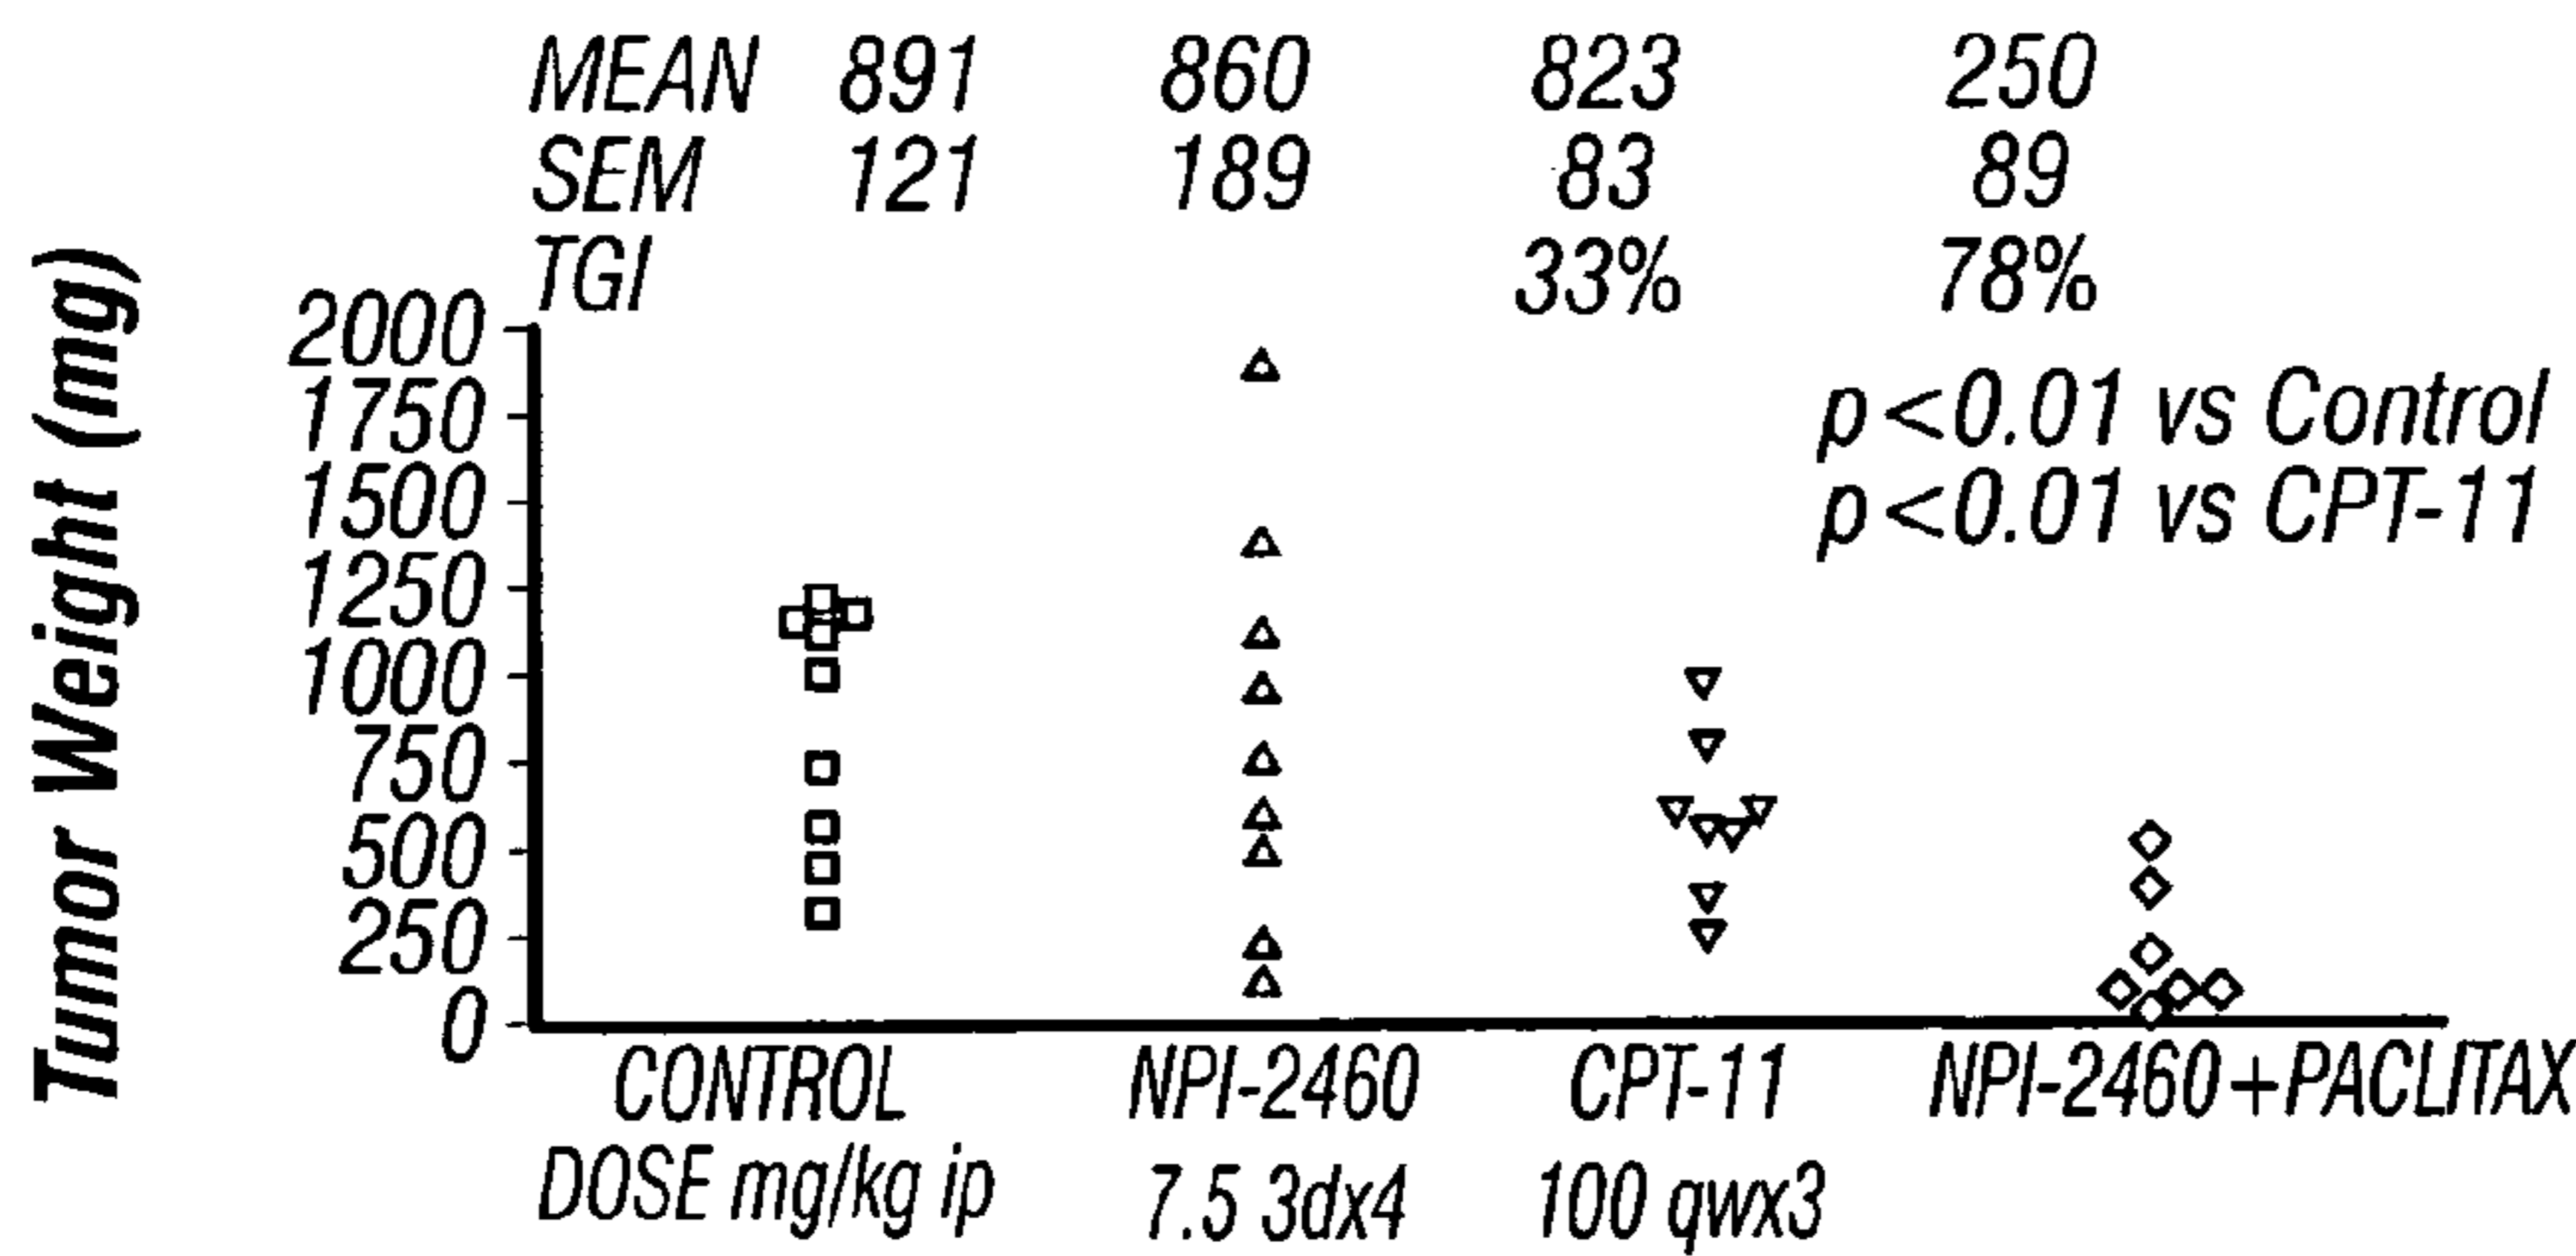 MEAN 891 860 823 250
SEM 121 189 83 89
TGI 33% 78%
Tumor Weight (mg)
2000
1750
1500
1250
1000
750
500
250
0
p<0.01 vs Control
p<0.01 vs CPT-11
CONTROL NPI-2460 CPT-11 NPI-2460+PACLITAX
DOSE mg/kg ip 7.5 3dx4 100 qwx3